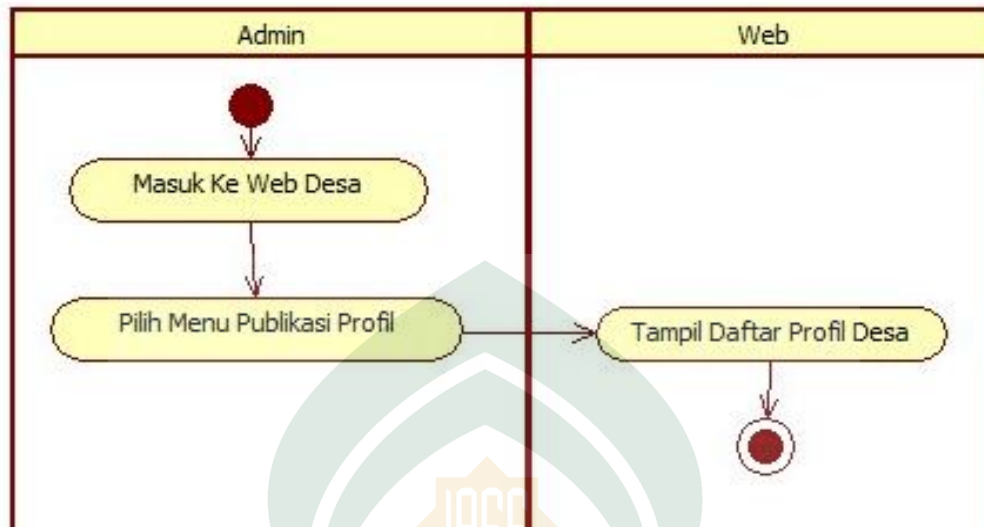 Admin
Web
Masuk Ke Web Desa
Pilih Menu Publikasi Profil
Tampil Daftar Profil Desa